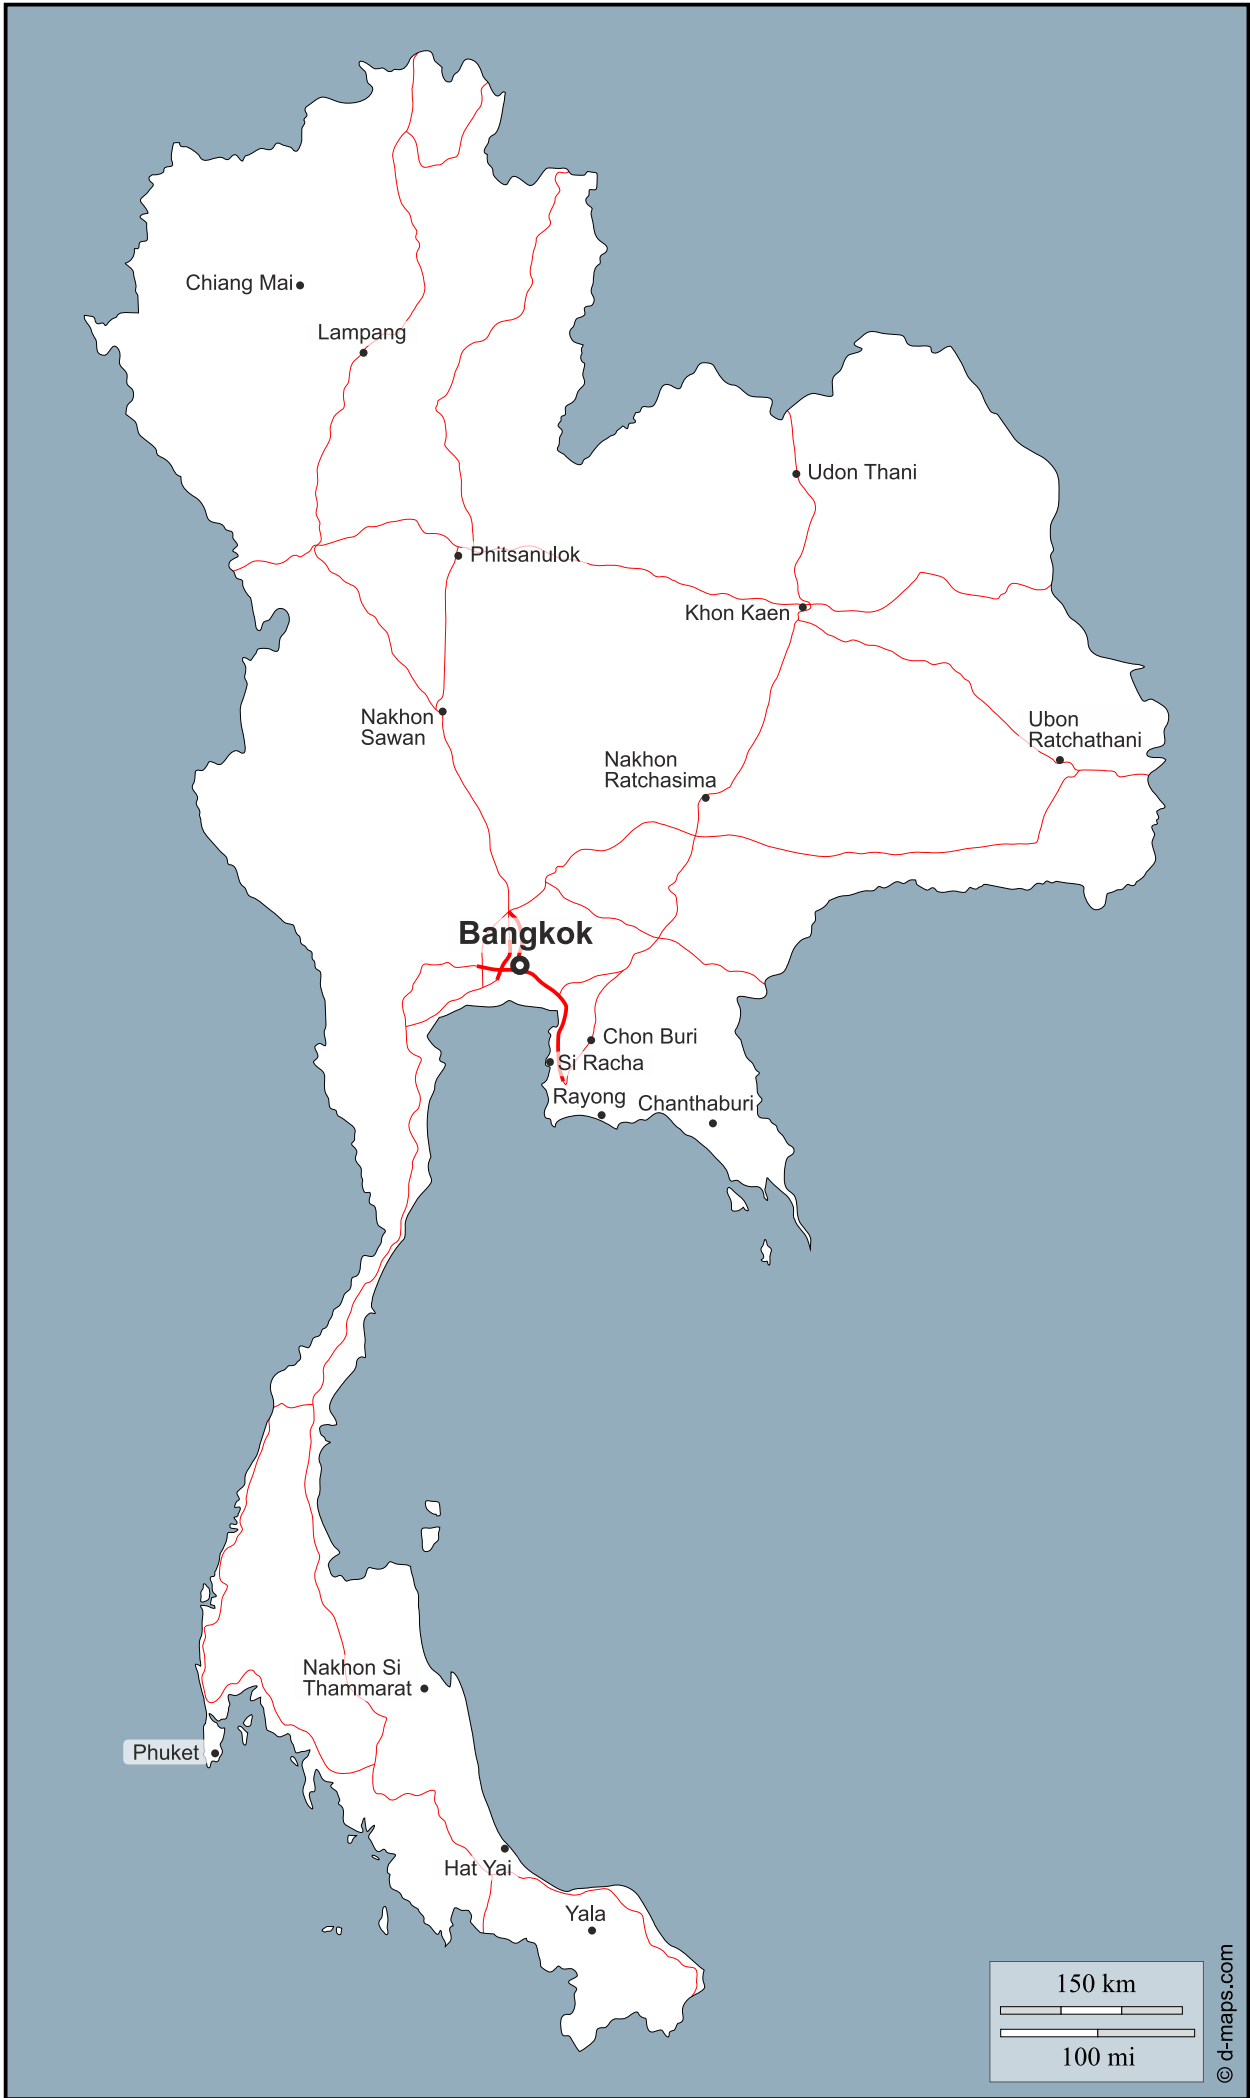 Chiang Mai
Lampang
Udon Thani
Phitsanulok
Khon Kaen
Nakhon
Sawan
Ubon
Ratchathani
Nakhon
Ratchasima
Bangkok
Chon Buri
Si Racha
Rayong
Chanthaburi
Nakhon Si
Thammarat
Phuket
Hat Yai
Yala
150 km
100 mi
© d-maps.com